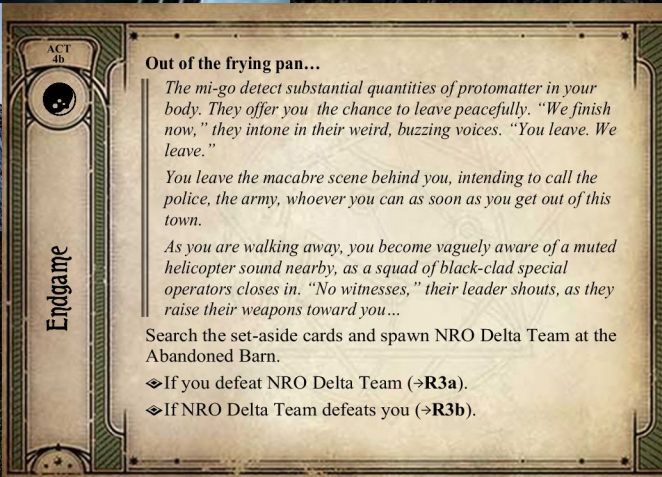 ACT
4b
Endgame
Out of the frying pan…
The mi-go detect substantial quantities of protomatter in your
body. They offer you the chance to leave peacefully. “We finish
now,” they intone in their weird, buzzing voices. “You leave. We
leave.”
You leave the macabre scene behind you, intending to call the
police, the army, whoever you can as soon as you get out of this
town.
As you are walking away, you become vaguely aware of a muted
helicopter sound nearby, as a squad of black-clad special
operators closes in. “No witnesses,” their leader shouts, as they
raise their weapons toward you…
Search the set-aside cards and spawn NRO Delta Team at the
Abandoned Barn.
If you defeat NRO Delta Team (→R3a).
If NRO Delta Team defeats you (→R3b).